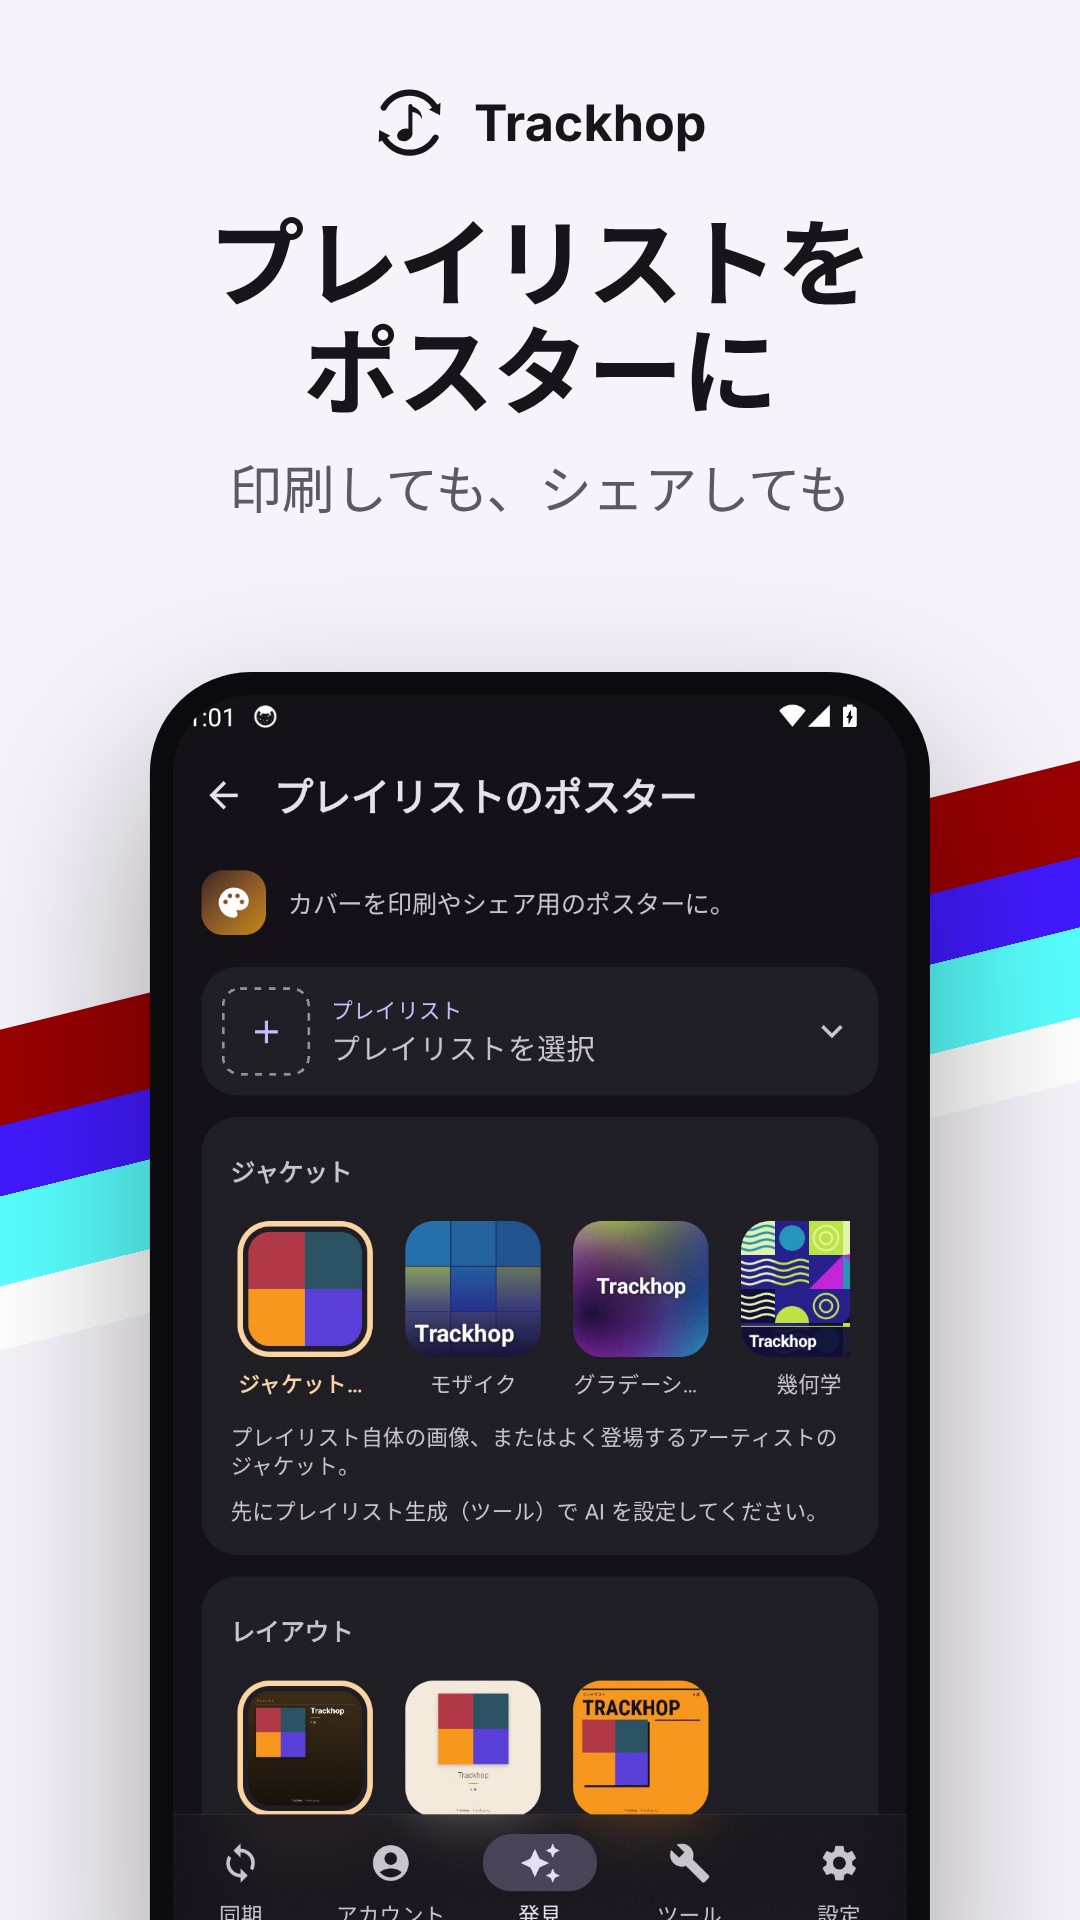 Trackhop
プレイリストを
ポスターに
印刷しても、シェアしても
:01
プレイリストのポスター
カバーを印刷やシェア用のポスターに。
プレイリスト
プレイリストを選択
ジャケット
Trackhop
Trackhop
Trackhop
ジャケット...
モザイク
グラデーシ...
幾何学
プレイリスト自体の画像、またはよく登場するアーティストの
ジャケット。
先にプレイリスト生成（ツール）で AI を設定してください。
レイアウト
Trackhop
Trackhop
TRACKHOP
同期
アカウント
発見
ツール
設定